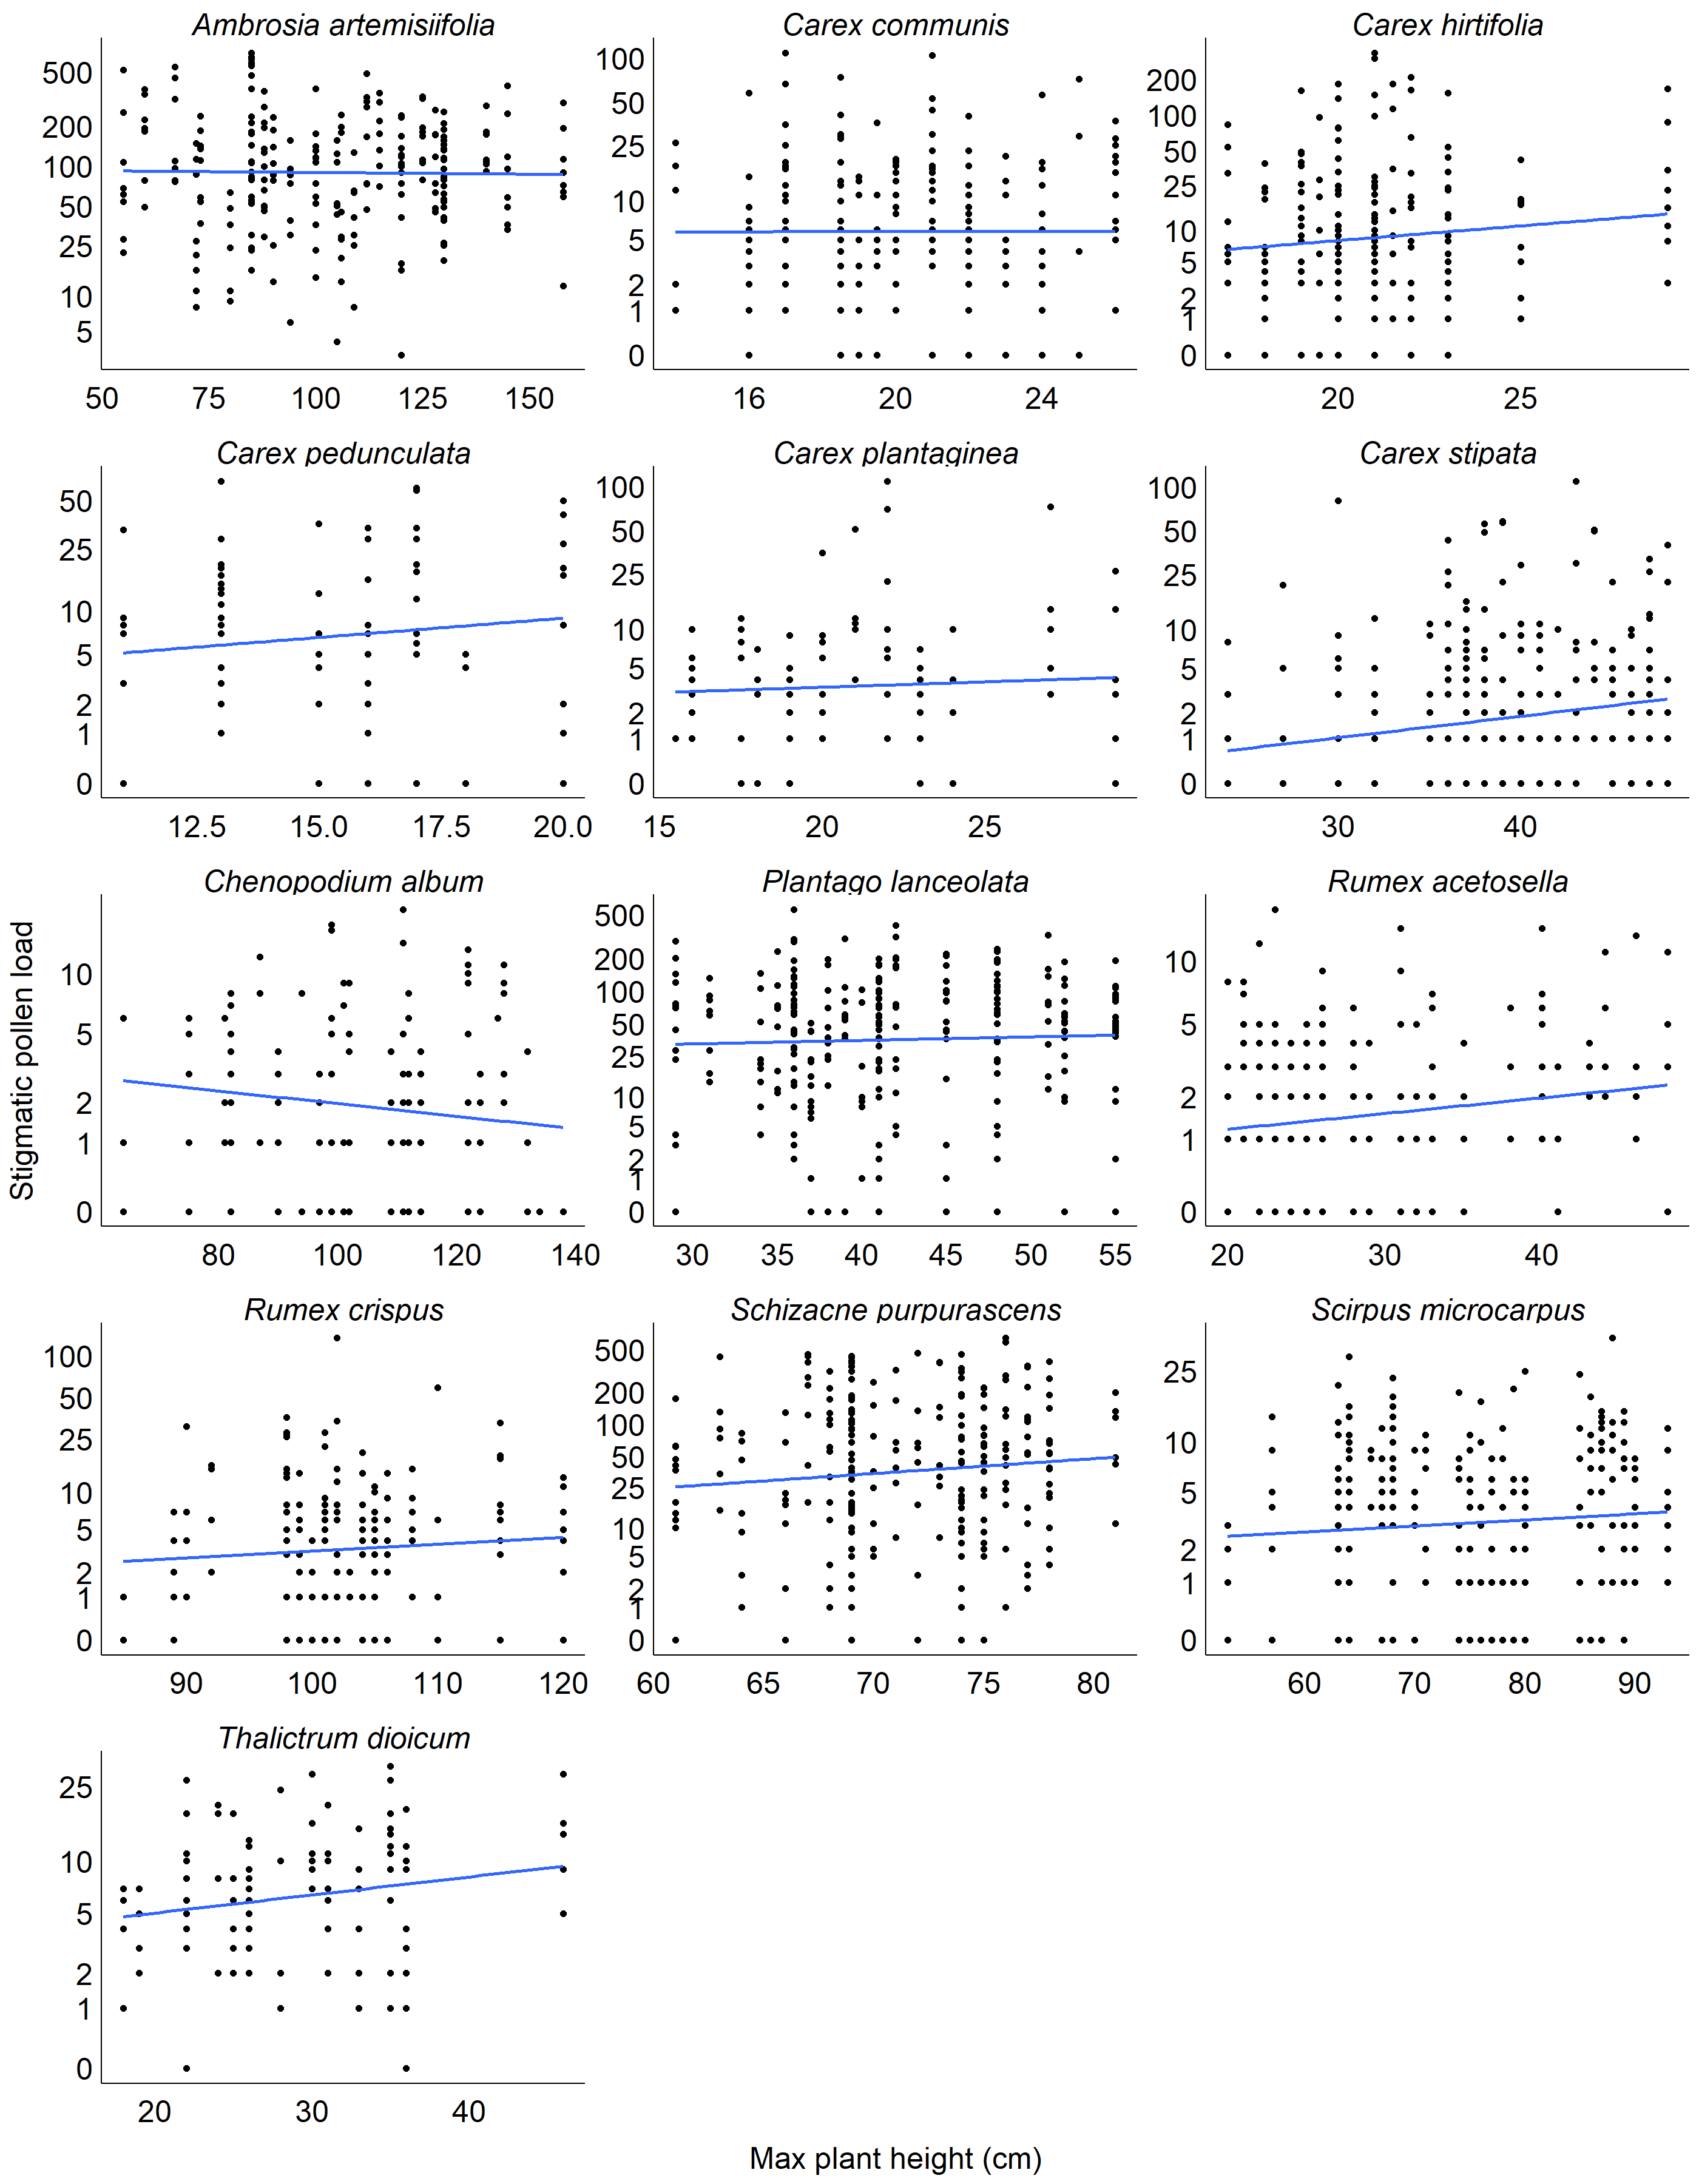 Ambrosia artemisiifolia Carex communis Carex hirtifolia
500 200 100 50 25 10 5
50 75 100 125 150
100 50 25 10 5 2 1 0
16 20 24
200 100 50 25 10 5 2 1 0
20 25
Carex pedunculata Carex plantaginea Carex stipata
50 25 10 5 2 1 0
12.5 15.0 17.5 20.0
100 50 25 10 5 2 1 0
15 20 25
100 50 25 10 5 2 1 0
30 40
Chenopodium album Plantago lanceolata Rumex acetosella
10 5 2 1 0
80 100 120 140
500 200 100 50 25 10 5 2 1 0
30 35 40 45 50 55
10 5 2 1 0
20 30 40
Stigmatic pollen load
Rumex crispus Schizacne purpurascens Scirpus microcarpus
100 50 25 10 5 2 1 0
90 100 110 120
500 200 100 50 25 10 5 2 1 0
60 65 70 75 80
25 10 5 2 1 0
60 70 80 90
Thalictrum dioicum
25 10 5 2 1 0
20 30 40
Max plant height (cm)